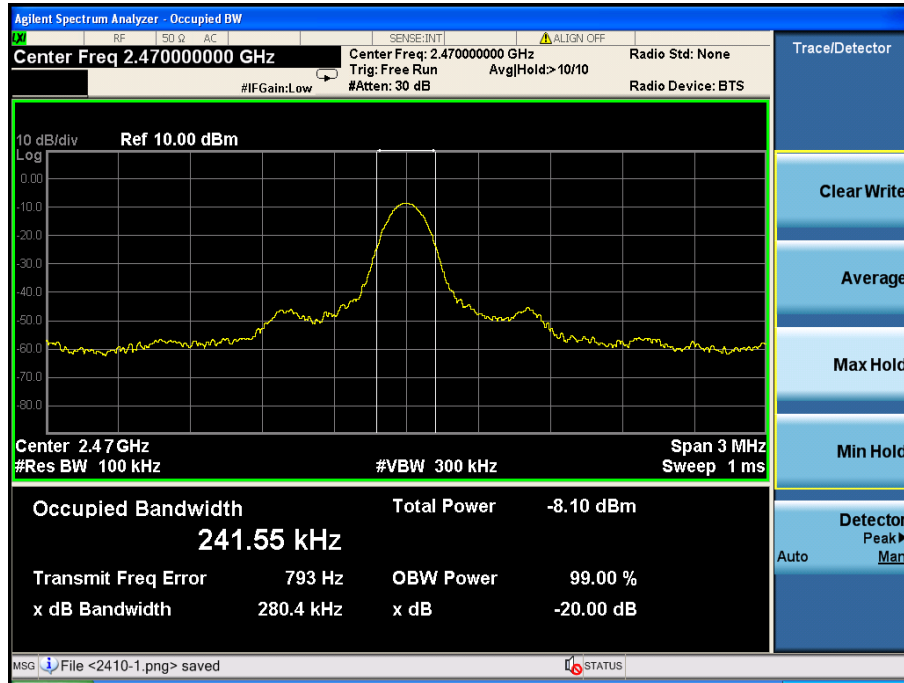 Agilent Spectrum Analyzer - Occupied BW
LXI RF 50 Ω AC SENSE:INT ALIGN OFF
Center Freq 2.470000000 GHz
Center Freq: 2.470000000 GHz
Radio Std: None
Trig: Free Run Avg|Hold:> 10/10
#IFGain:Low
#Atten: 30 dB
Radio Device: BTS
Trace/Detector
10 dB/div Ref 10.00 dBm
Log
0.00
-10.0
-20.0
-30.0
-40.0
-50.0
-60.0
-70.0
-80.0
Center 2.47GHz
Span 3 MHz
#Res BW 100 kHz
#VBW 300 kHz
Sweep 1 ms
Occupied Bandwidth
241.55 kHz
Total Power -8.10 dBm
Transmit Freq Error 793 Hz
OBW Power 99.00 %
x dB Bandwidth 280.4 kHz
x dB -20.00 dB
Clear Write
Average
Max Hold
Min Hold
Detector
Peak▶
Auto Man
MSG File <2410-1.png> saved STATUS